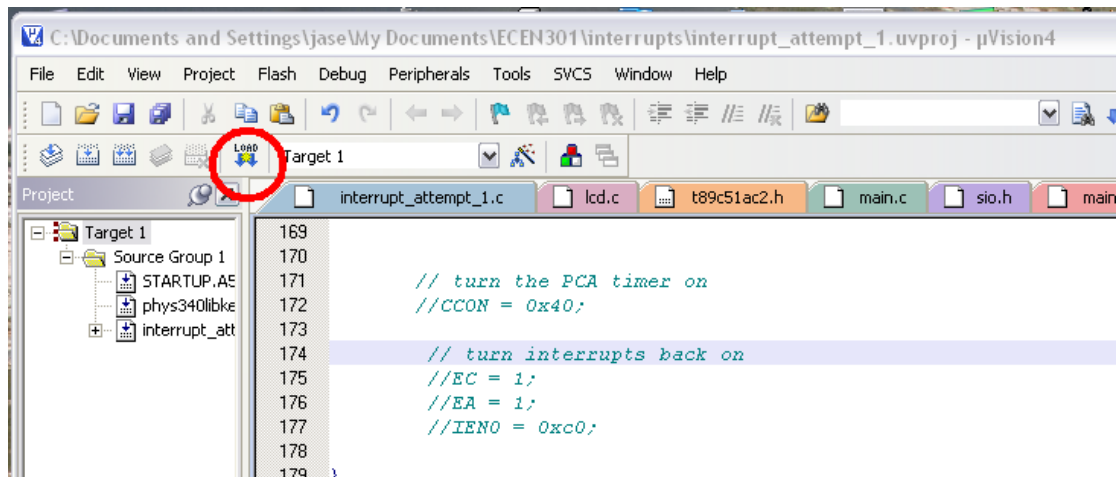 C:\Documents and Settings\jase\My Documents\ECEN301\interrupts\interrupt_attempt_1.uvproj - µVision4
File Edit View Project Flash Debug Peripherals Tools SVCS Window Help
LOAD Target 1
Project interrupt_attempt_1.c lcd.c t89c51ac2.h main.c sio.h main
Target 1
Source Group 1
STARTUP.A5
phys340libke
interrupt_att
169
170
171 // turn the PCA timer on
172 //CCON = 0x40;
173
174 // turn interrupts back on
175 //EC = 1;
176 //EA = 1;
177 //IEN0 = 0xc0;
178
179 }